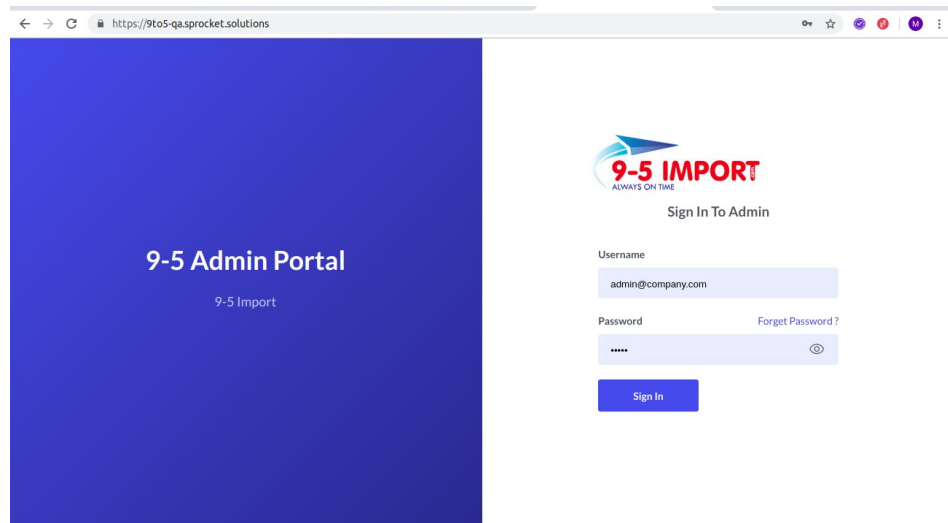 https://9to5-qa.sprocket.solutions
M
9-5 Admin Portal
9-5 Import
9-5 IMPORT
ALWAYS ON TIME
Sign In To Admin
Username
admin@company.com
Password
Forget Password ?
•••••
Sign In